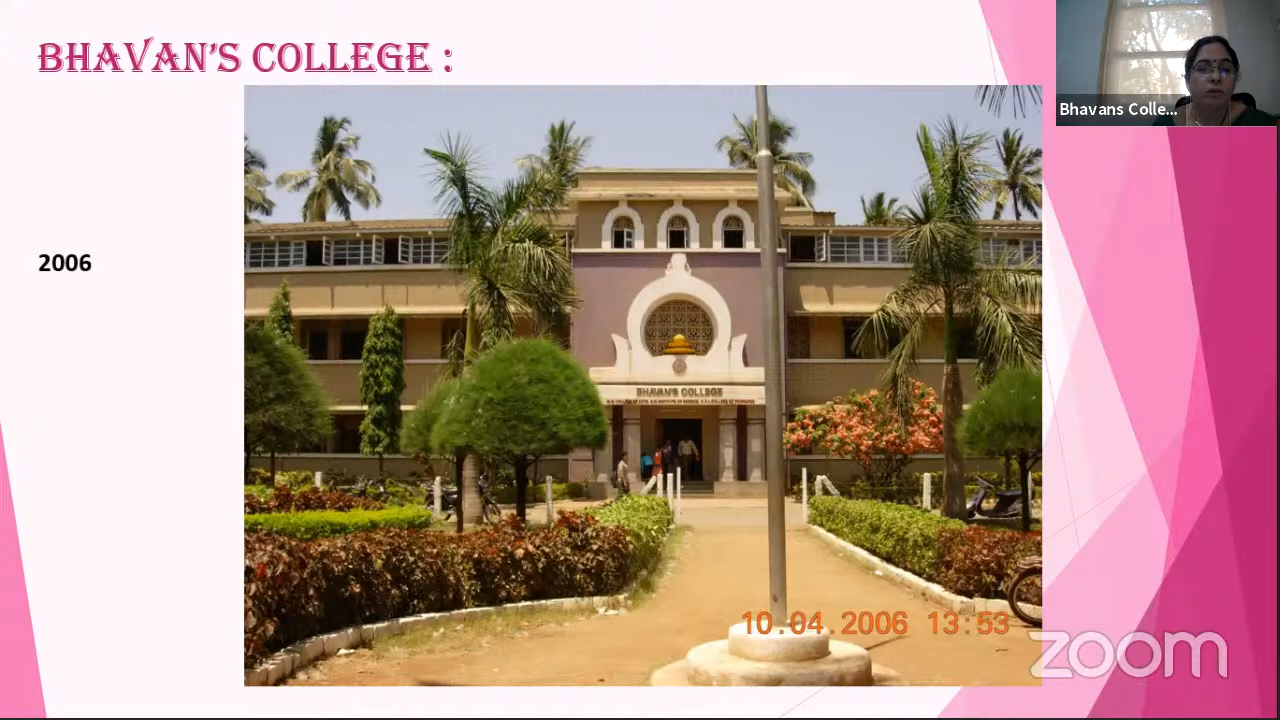 BHAVAN'S COLLEGE :
Bhavans Colle...
2006
BHAVAN'S COLLEGE
10.04.2006 13:53
zoom